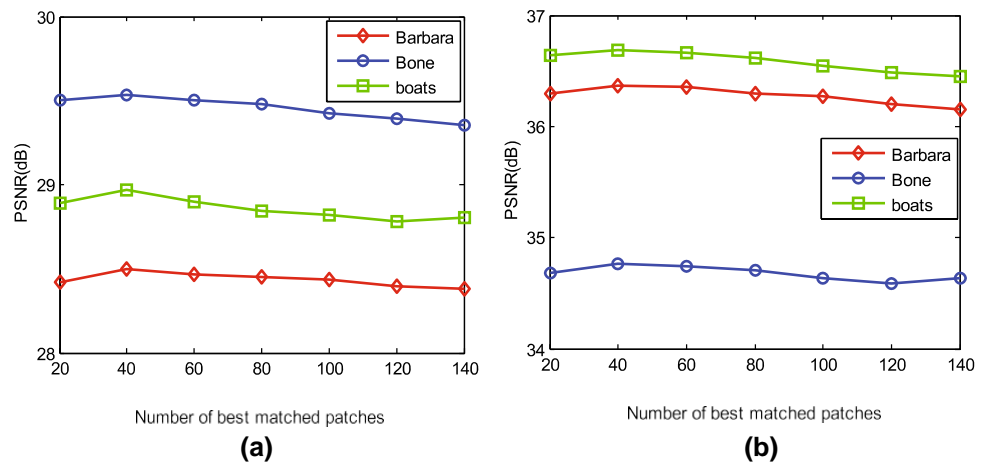 30
29
28
PSNR(dB)
Barbara
Bone
boats
20 40 60 80 100 120 140
Number of best matched patches
(a)
37
36
35
34
PSNR(dB)
Barbara
Bone
boats
20 40 60 80 100 120 140
Number of best matched patches
(b)